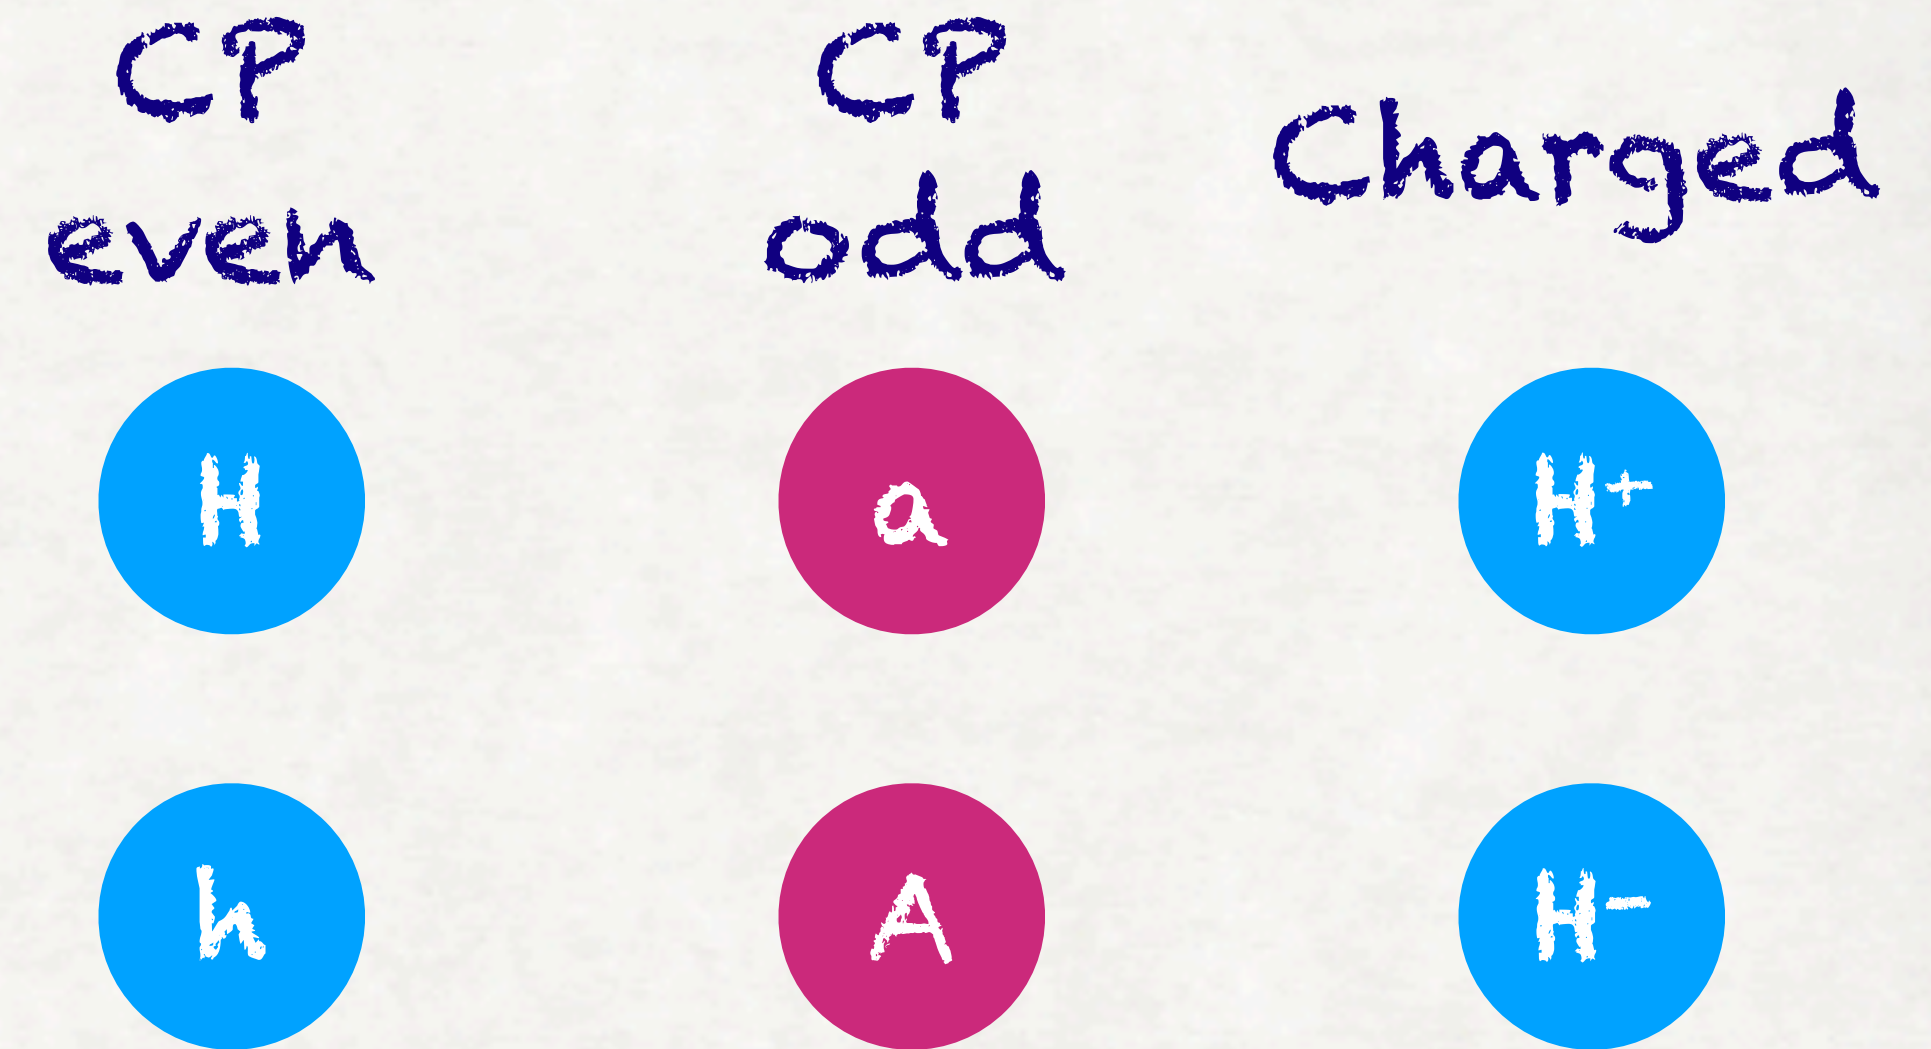 CP
even
CP
odd
Charged
H
a
H+
h
A
H-